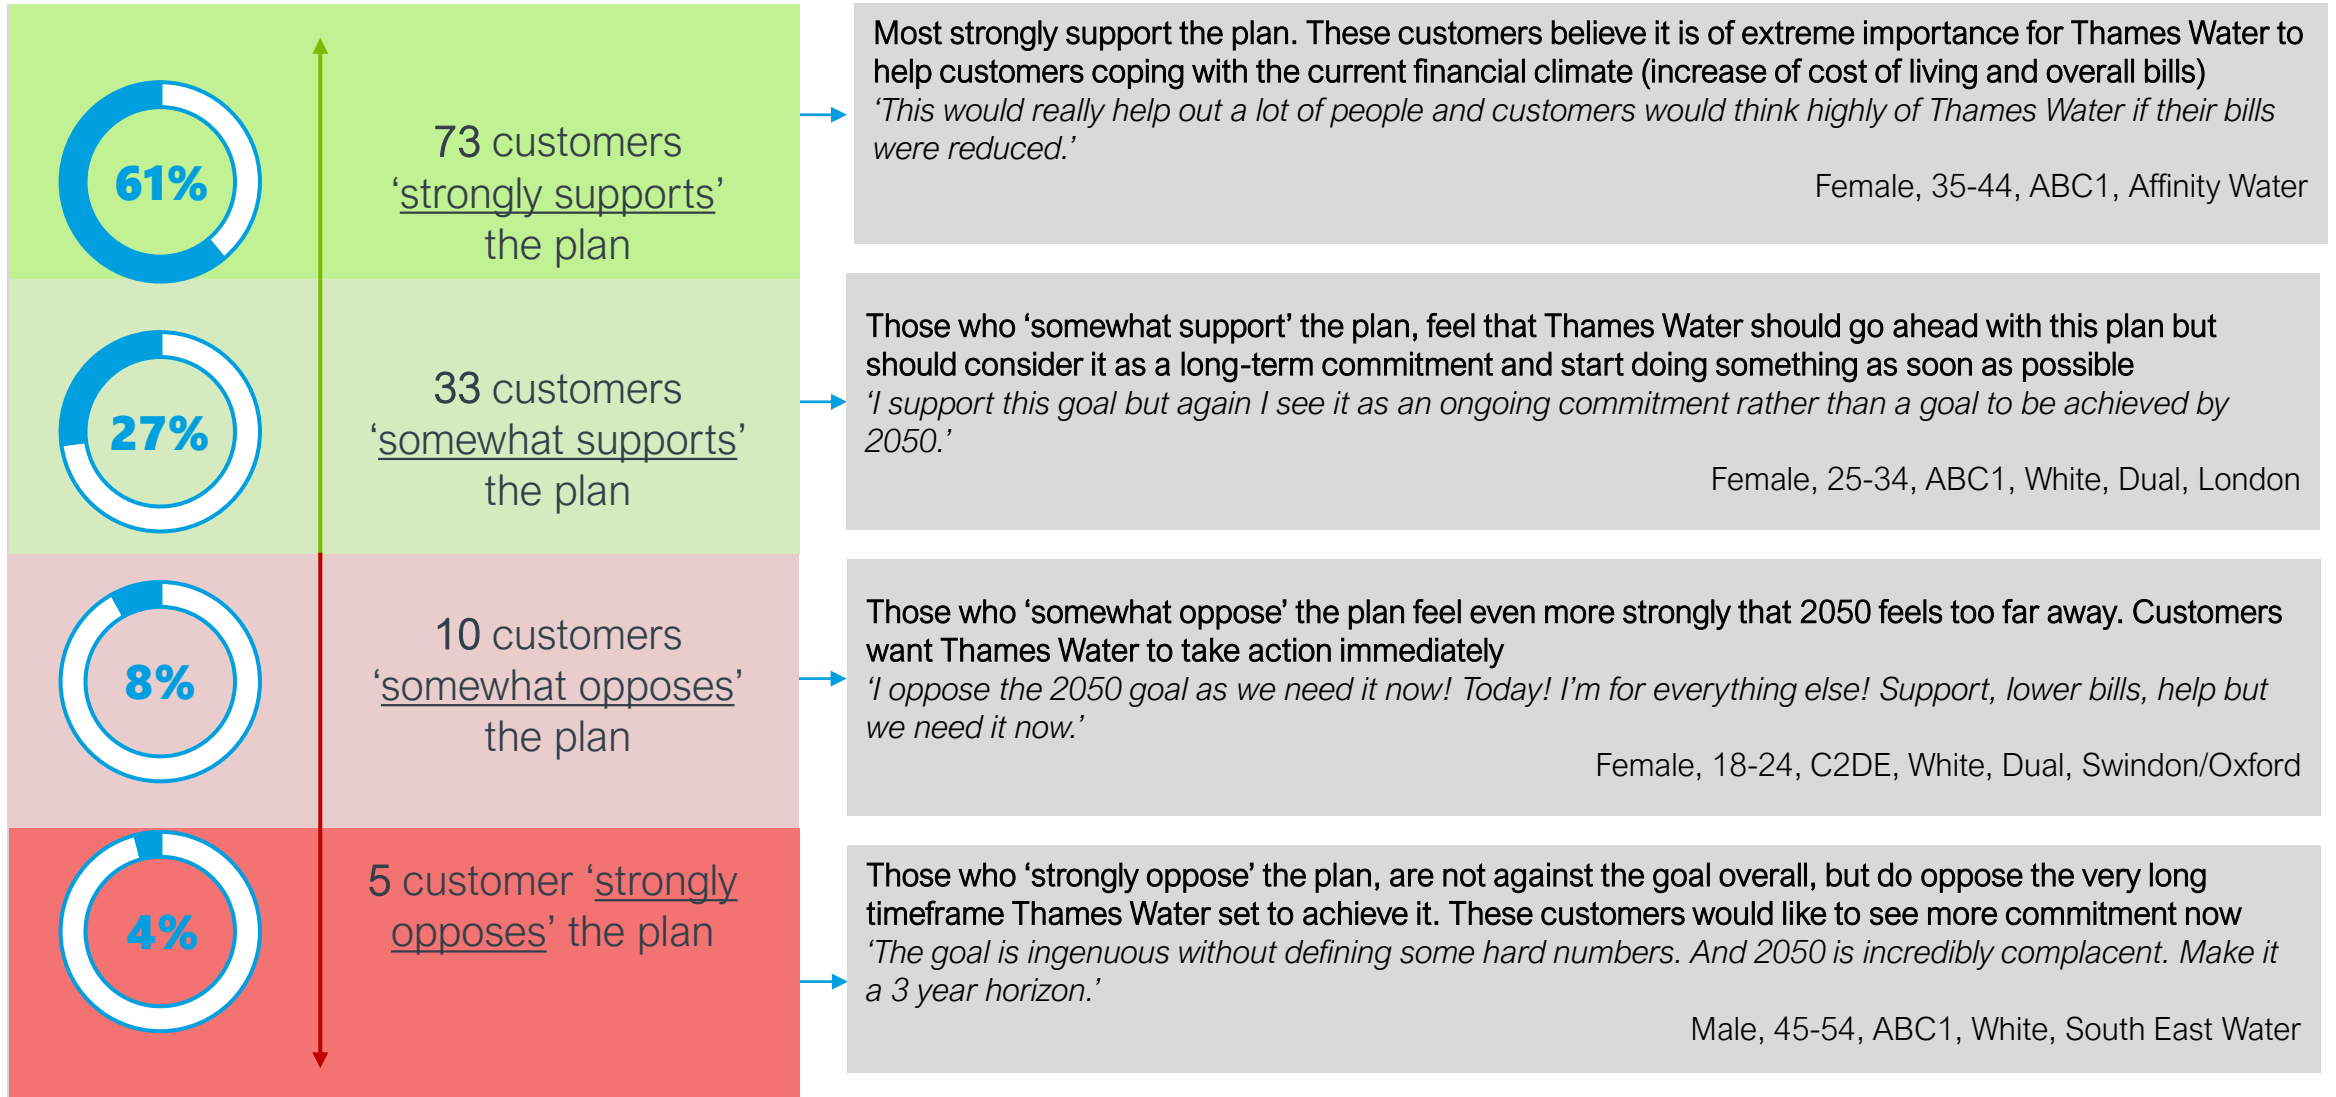 61%
73 customers
‘strongly supports’
the plan
Most strongly support the plan. These customers believe it is of extreme importance for Thames Water to
help customers coping with the current financial climate (increase of cost of living and overall bills)
‘This would really help out a lot of people and customers would think highly of Thames Water if their bills
were reduced.’
Female, 35-44, ABC1, Affinity Water
27%
33 customers
‘somewhat supports’
the plan
Those who ‘somewhat support’ the plan, feel that Thames Water should go ahead with this plan but
should consider it as a long-term commitment and start doing something as soon as possible
‘I support this goal but again I see it as an ongoing commitment rather than a goal to be achieved by
2050.’
Female, 25-34, ABC1, White, Dual, London
8%
10 customers
‘somewhat opposes’
the plan
Those who ‘somewhat oppose’ the plan feel even more strongly that 2050 feels too far away. Customers
want Thames Water to take action immediately
‘I oppose the 2050 goal as we need it now! Today! I’m for everything else! Support, lower bills, help but
we need it now.’
Female, 18-24, C2DE, White, Dual, Swindon/Oxford
4%
5 customer ‘strongly
opposes’ the plan
Those who ‘strongly oppose’ the plan, are not against the goal overall, but do oppose the very long
timeframe Thames Water set to achieve it. These customers would like to see more commitment now
‘The goal is ingenuous without defining some hard numbers. And 2050 is incredibly complacent. Make it
a 3 year horizon.’
Male, 45-54, ABC1, White, South East Water